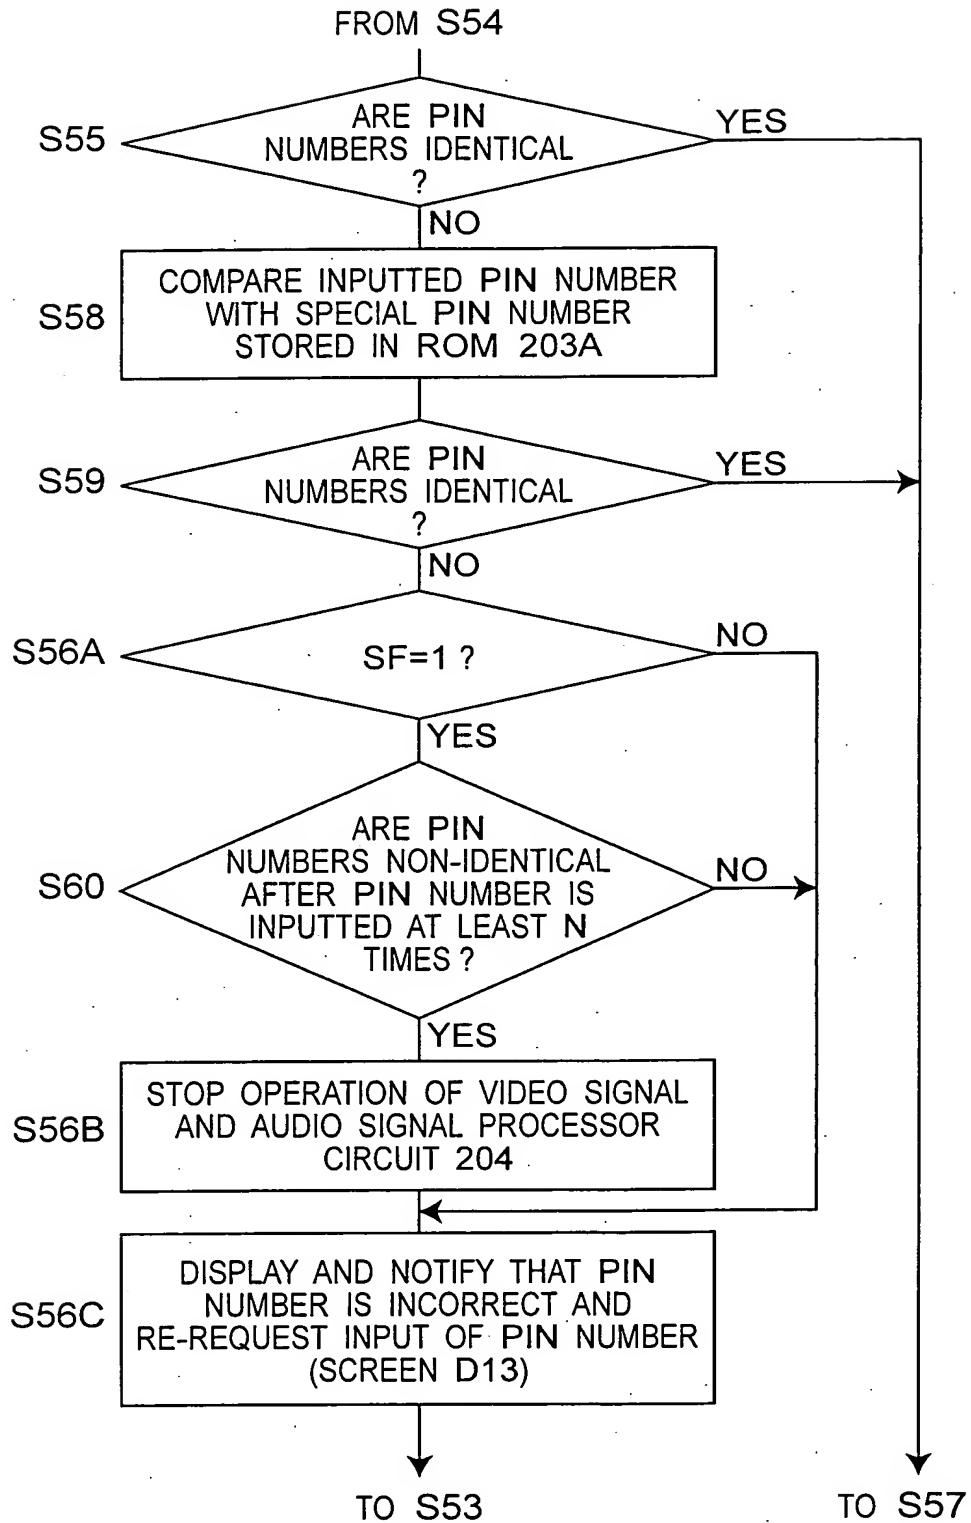 FROM S54
ARE PIN
NUMBERS IDENTICAL
?
S55
YES
NO
COMPARE INPUTTED PIN NUMBER
WITH SPECIAL PIN NUMBER
STORED IN ROM 203A
S58
ARE PIN
NUMBERS IDENTICAL
?
S59
YES
NO
S56A
SF=1 ?
NO
YES
ARE PIN
NUMBERS NON-IDENTICAL
AFTER PIN NUMBER IS
INPUTTED AT LEAST N
TIMES ?
S60
NO
YES
STOP OPERATION OF VIDEO SIGNAL
AND AUDIO SIGNAL PROCESSOR
CIRCUIT 204
S56B
DISPLAY AND NOTIFY THAT PIN
NUMBER IS INCORRECT AND
RE-REQUEST INPUT OF PIN NUMBER
(SCREEN D13)
S56C
TO S53
TO S57